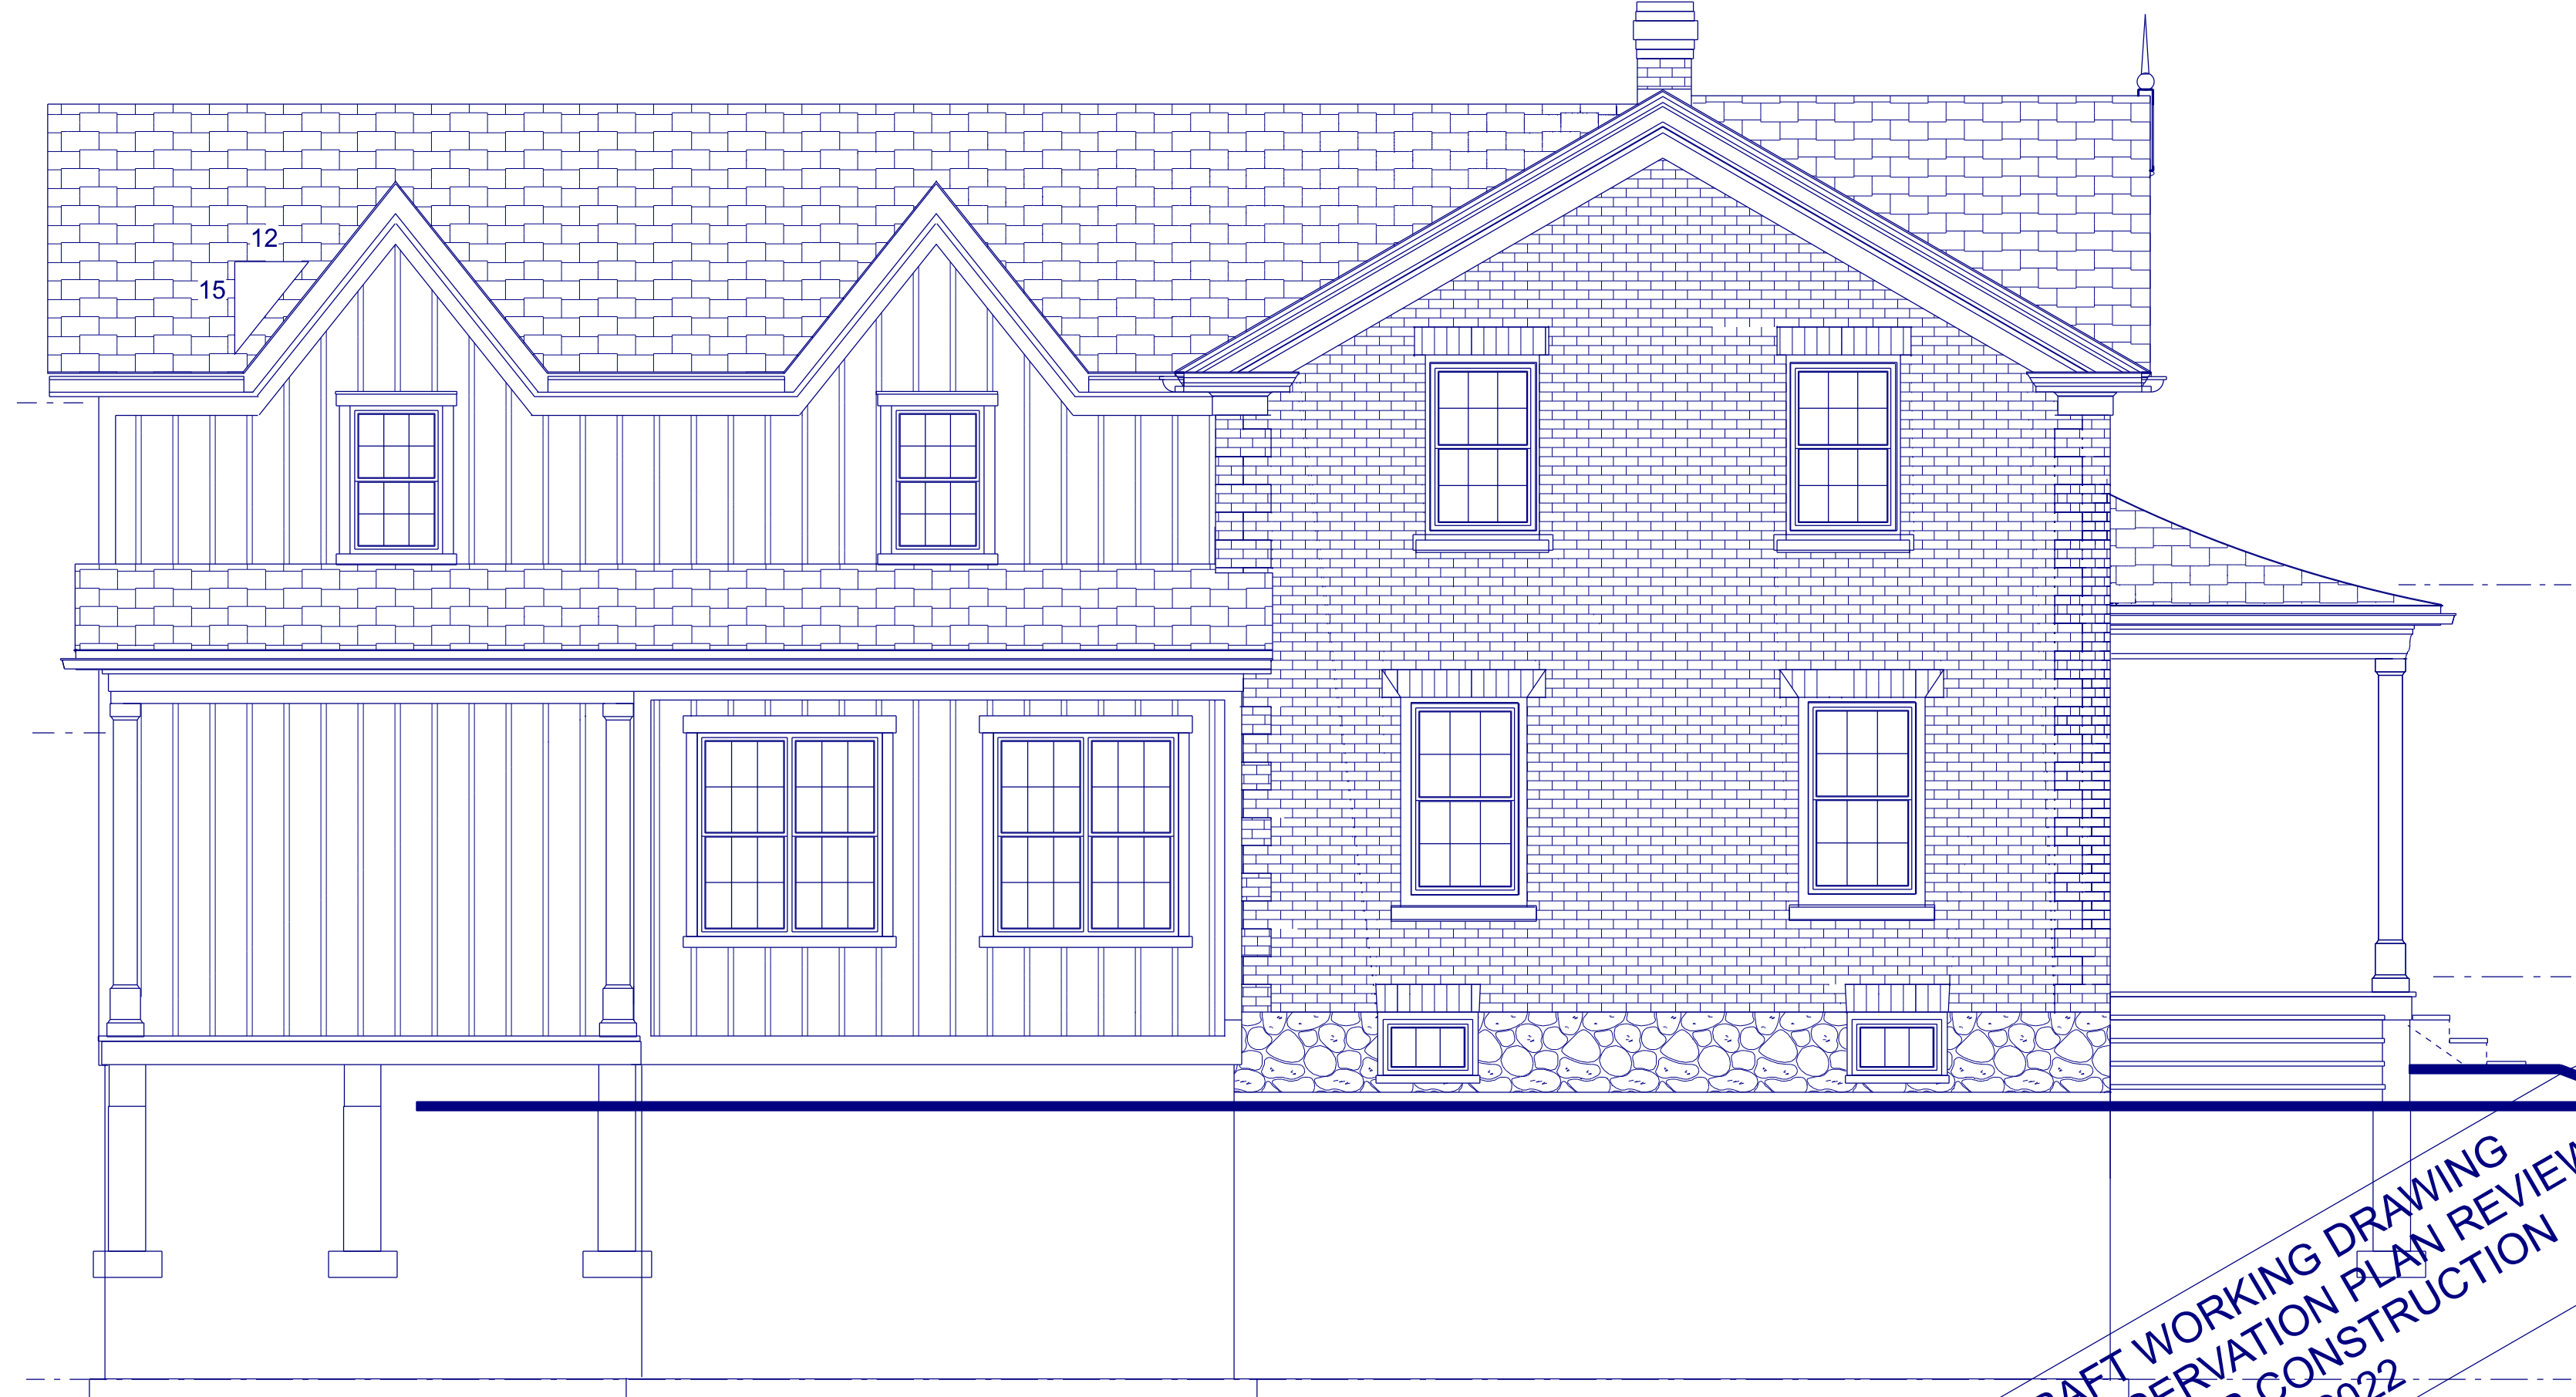 12
15
WORKING DRAWING
PLAN REVIEW
CONSTRUCTION